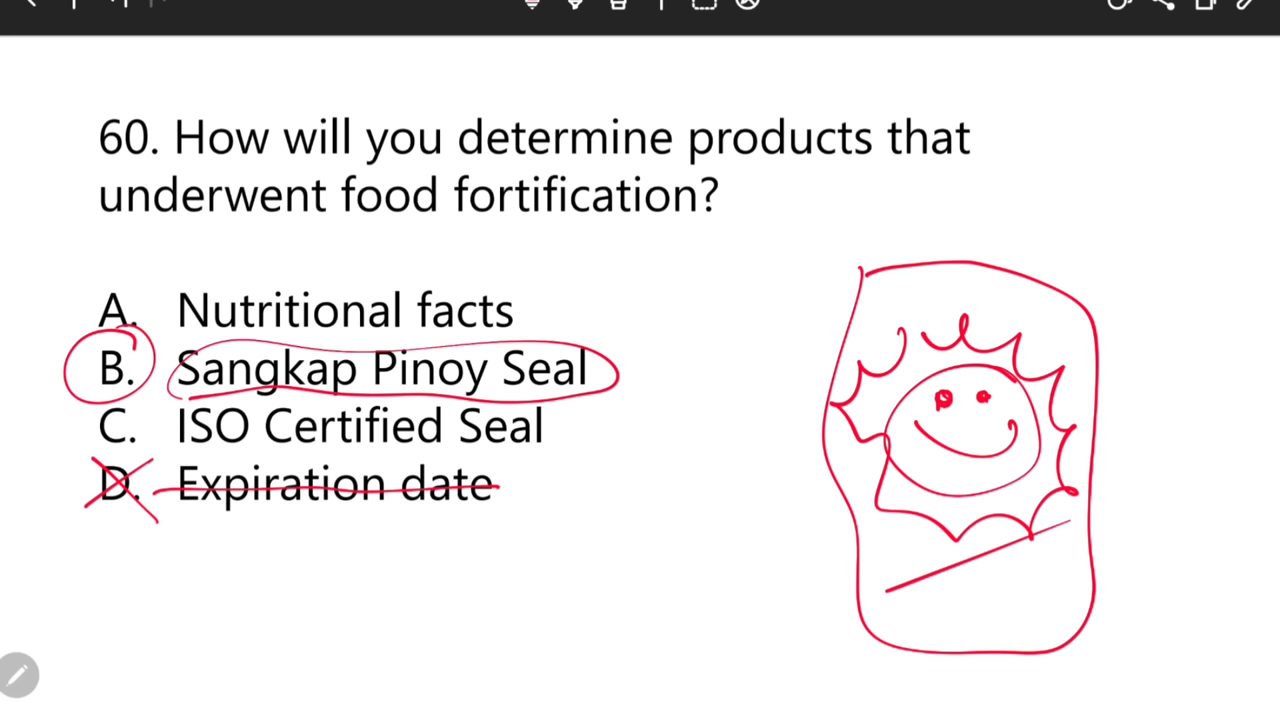 60. How will you determine products that
underwent food fortification?
A. Nutritional facts
B. Sangkap Pinoy Seal
C. ISO Certified Seal
D. Expiration date